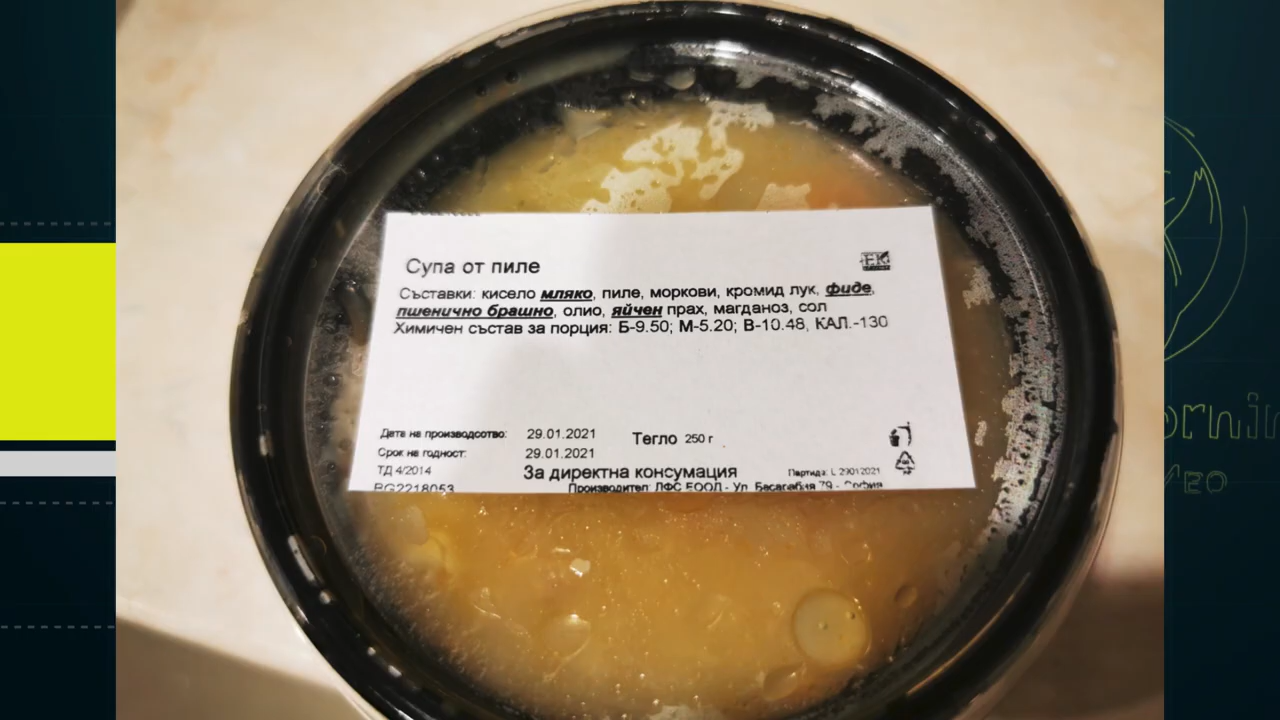 Супа от пиле
ЕК
Съставки: кисело мляко, пиле, моркови, кромид лук, фиде,
пшенично брашно, олио, яйчен прах, магданоз, сол
Химичен състав за порция: Б-9.50; М-5.20; В-10.48, КАЛ.-130
Дата на производсотво: 29.01.2021 Тегло 250 г
Срок на годност: 29.01.2021
ТД 4/2014 За директна консумация Партида: L 29012021
BG2218053 Производител: ЛФС ЕООД - Ул. Бесарабия 79 - София